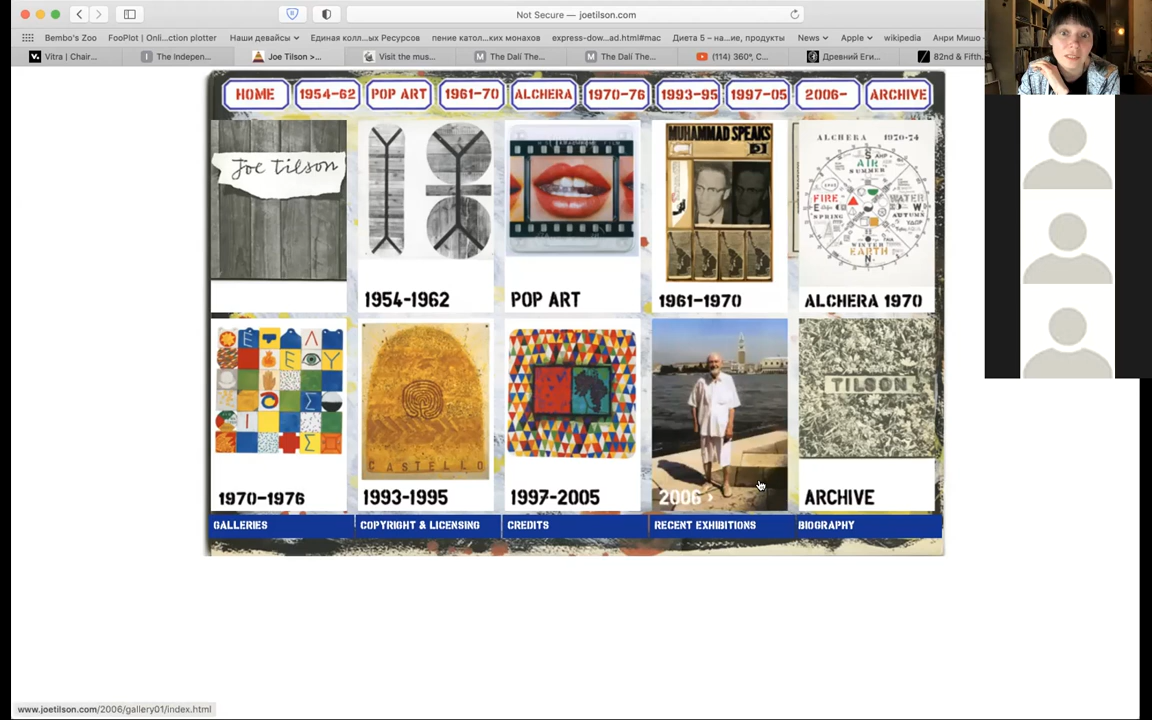 Not Secure — joetilson.com
Bembo's Zoo
FooPlot | Onli...ction plotter
Наши девайсы
Единая колл...ых Ресурсов
пение катол...ких монахов
express-dow...ad.html#mac
Диета 5 – на...ие, продукты
News
Apple
wikipedia
Анри Мишо
Vitra | Chair...
The Indepen...
Joe Tilson >...
Visit the mus...
The Dalí The...
The Dalí The...
(114) 360°, C...
Древний Еги...
82nd & Fifth...
HOME
1954-62
POP ART
1961-70
ALCHERA
1970-76
1993-95
1997-05
2006-
ARCHIVE
Joe Tilson
1954-1962
POP ART
MUHAMMAD SPEAKS
1961-1970
ALCHERA 1970-74
S
AIR
SUMMER
FIRE
E
SPRING
WATER
W
AUTUMN
WINTER
EARTH
N
ALCHERA 1970
1970-1976
CASTELLO
1993-1995
1997-2005
2006 ›
TILSON
ARCHIVE
GALLERIES
COPYRIGHT & LICENSING
CREDITS
RECENT EXHIBITIONS
BIOGRAPHY
www.joetilson.com/2006/gallery01/index.html